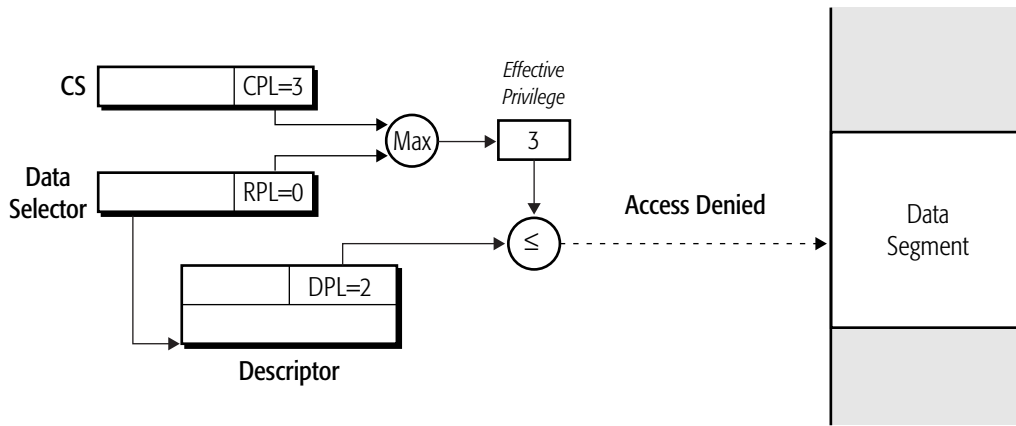 Effective
Privilege
CS
CPL=3
Max
3
Data
Selector
RPL=0
Access Denied
≤
Data
Segment
DPL=2
Descriptor